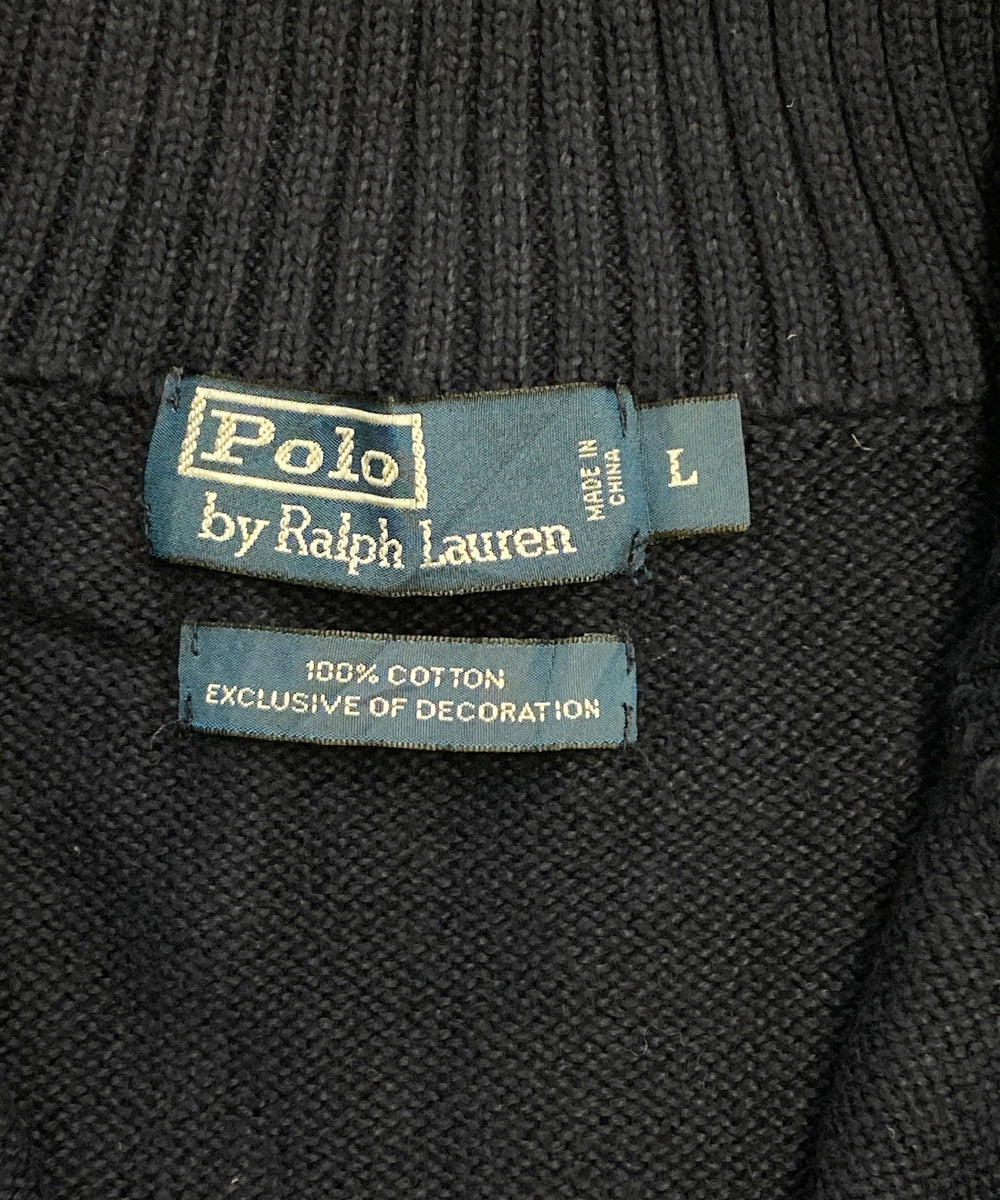 Polo
by Ralph Lauren
MADE IN
CHINA
L
100% COTTON
EXCLUSIVE OF DECORATION